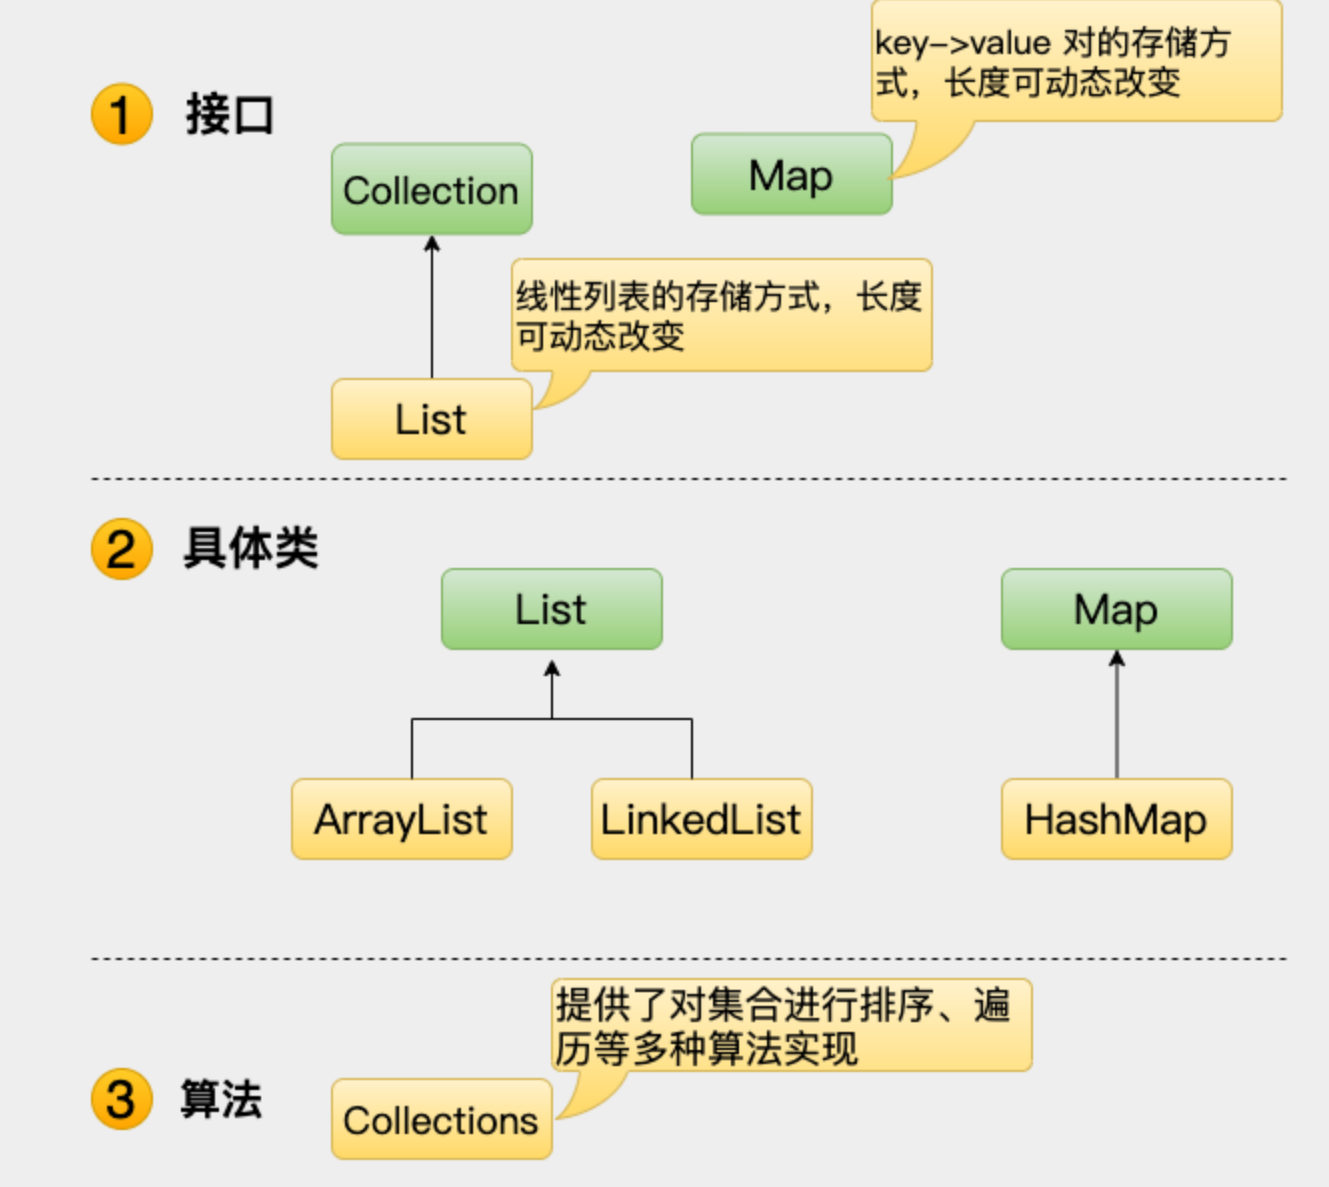 key->value 对的存储方
式，长度可动态改变
1 接口
Collection
Map
线性列表的存储方式，长度
可动态改变
List
2 具体类
List
Map
ArrayList
LinkedList
HashMap
提供了对集合进行排序、遍
历等多种算法实现
3 算法
Collections